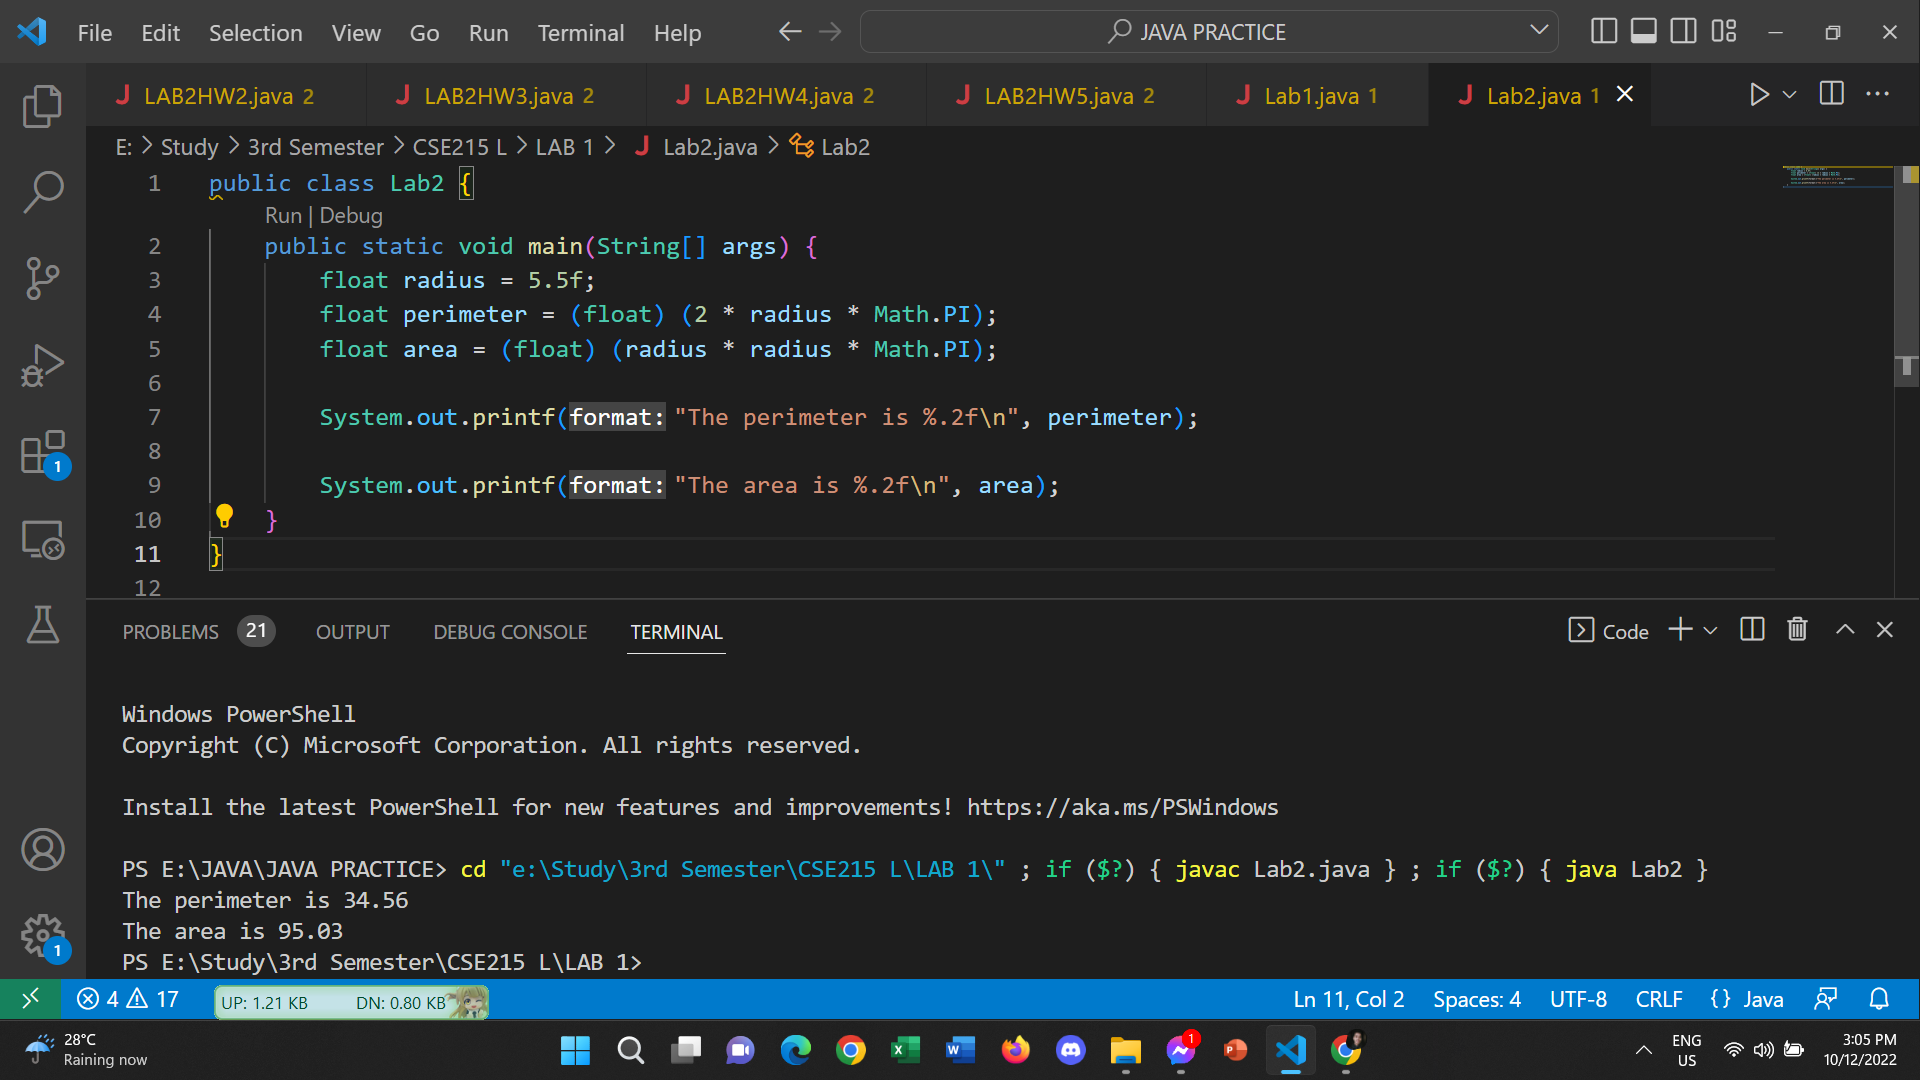 File Edit Selection View Go Run Terminal Help JAVA PRACTICE
LAB2HW2.java 2 LAB2HW3.java 2 LAB2HW4.java 2 LAB2HW5.java 2 Lab1.java 1 Lab2.java 1
E: > Study > 3rd Semester > CSE215 L > LAB 1 > Lab2.java > Lab2
1 public class Lab2 {
Run | Debug
2 public static void main(String[] args) {
3 float radius = 5.5f;
4 float perimeter = (float) (2 * radius * Math.PI);
5 float area = (float) (radius * radius * Math.PI);
6
7 System.out.printf(format: "The perimeter is %.2f\n", perimeter);
8
9 System.out.printf(format: "The area is %.2f\n", area);
10 }
11 }
12
1
PROBLEMS 21 OUTPUT DEBUG CONSOLE TERMINAL Code
Windows PowerShell
Copyright (C) Microsoft Corporation. All rights reserved.
Install the latest PowerShell for new features and improvements! https://aka.ms/PSWindows
PS E:\JAVA\JAVA PRACTICE> cd "e:\Study\3rd Semester\CSE215 L\LAB 1\" ; if ($?) { javac Lab2.java } ; if ($?) { java Lab2 }
The perimeter is 34.56
The area is 95.03
PS E:\Study\3rd Semester\CSE215 L\LAB 1>
1
4 17 UP: 1.21 KB DN: 0.80 KB Ln 11, Col 2 Spaces: 4 UTF-8 CRLF {} Java
28°C
Raining now
1
ENG
US
3:05 PM
10/12/2022